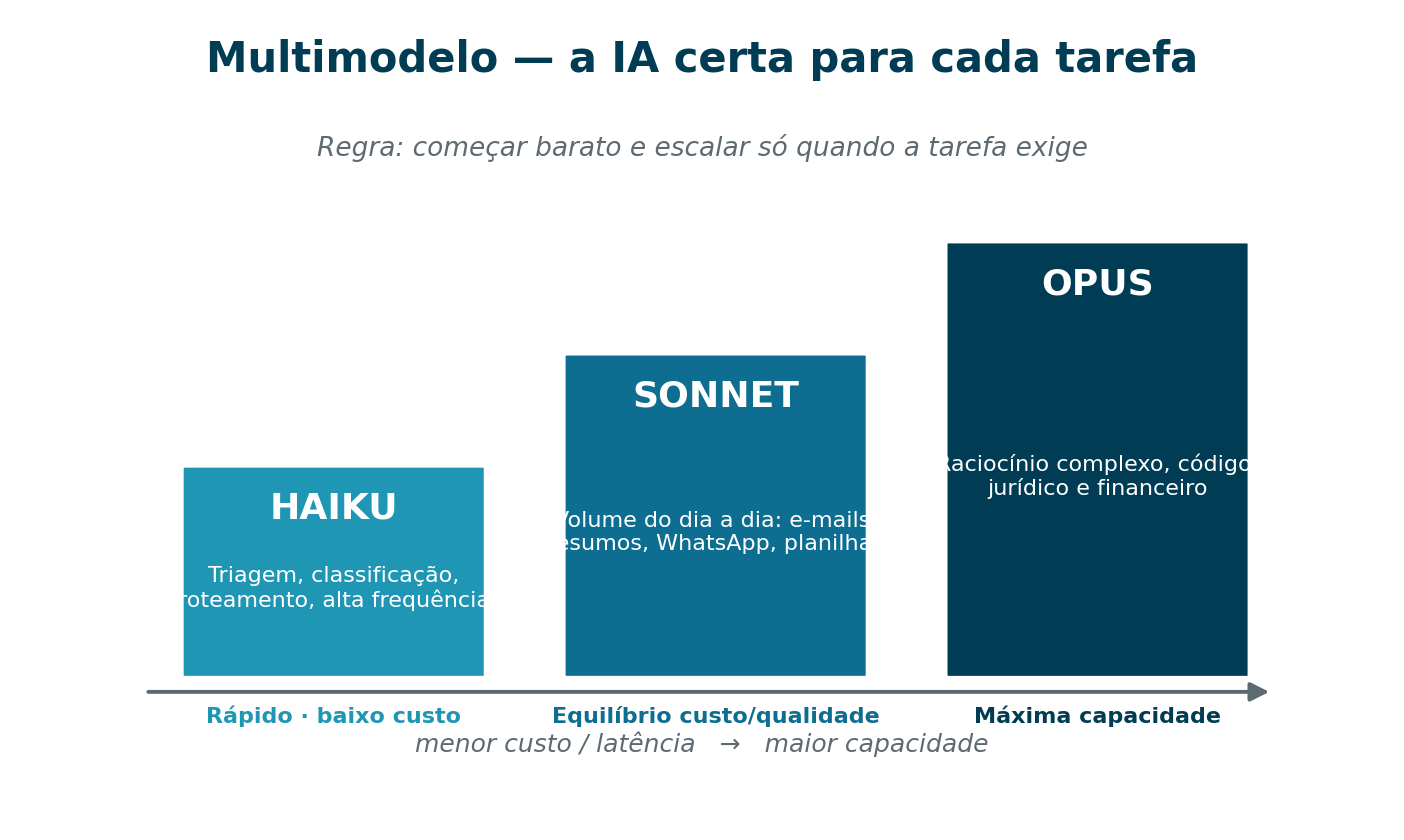 Multimodelo — a IA certa para cada tarefa
Regra: começar barato e escalar só quando a tarefa exige
OPUS
Raciocínio complexo, código,
jurídico e financeiro
SONNET
Volume do dia a dia: e-mails,
resumos, WhatsApp, planilhas
HAIKU
Triagem, classificação,
roteamento, alta frequência
Rápido · baixo custo
Equilíbrio custo/qualidade
Máxima capacidade
menor custo / latência → maior capacidade